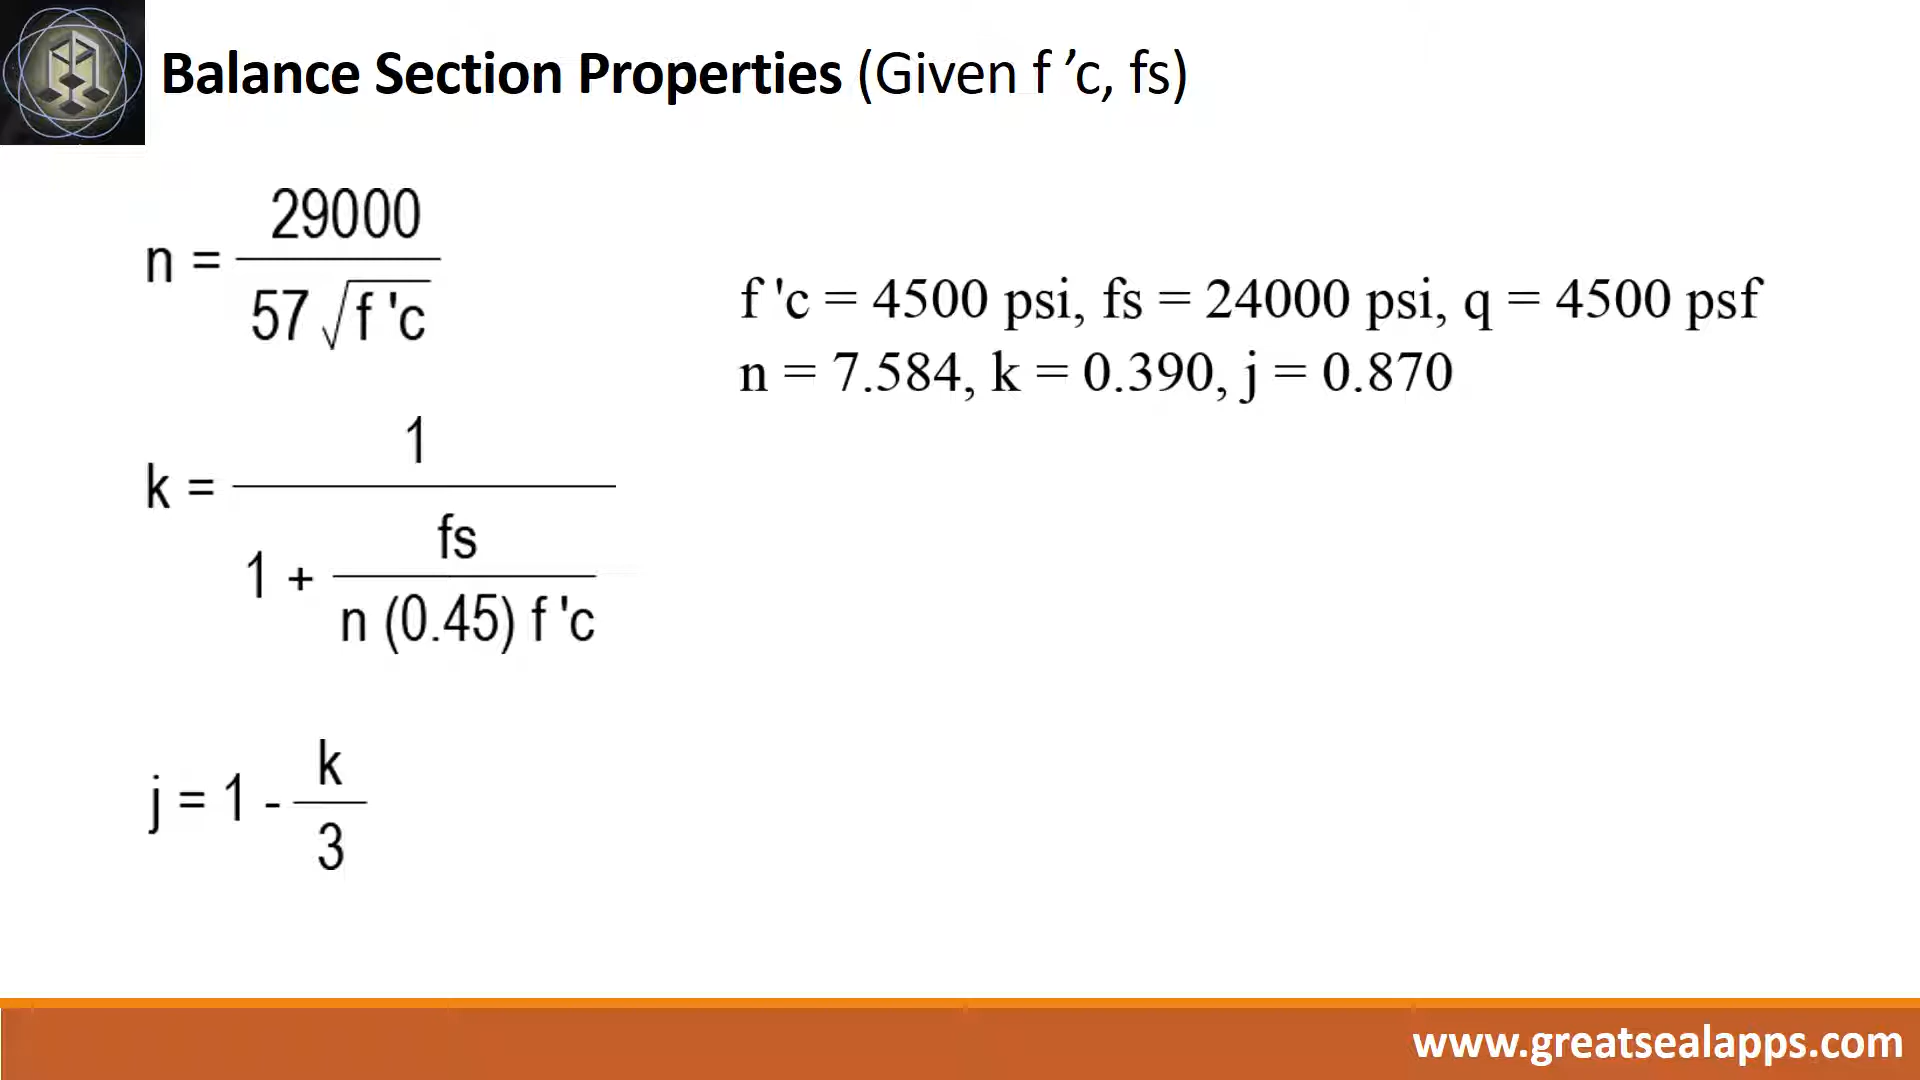 Balance Section Properties (Given f ’c, fs)
n = 29000 / 57 √f 'c
k = 1 / 1 + fs / n (0.45) f 'c
j = 1 - k / 3
f 'c = 4500 psi, fs = 24000 psi, q = 4500 psf
n = 7.584, k = 0.390, j = 0.870
www.greatsealapps.com